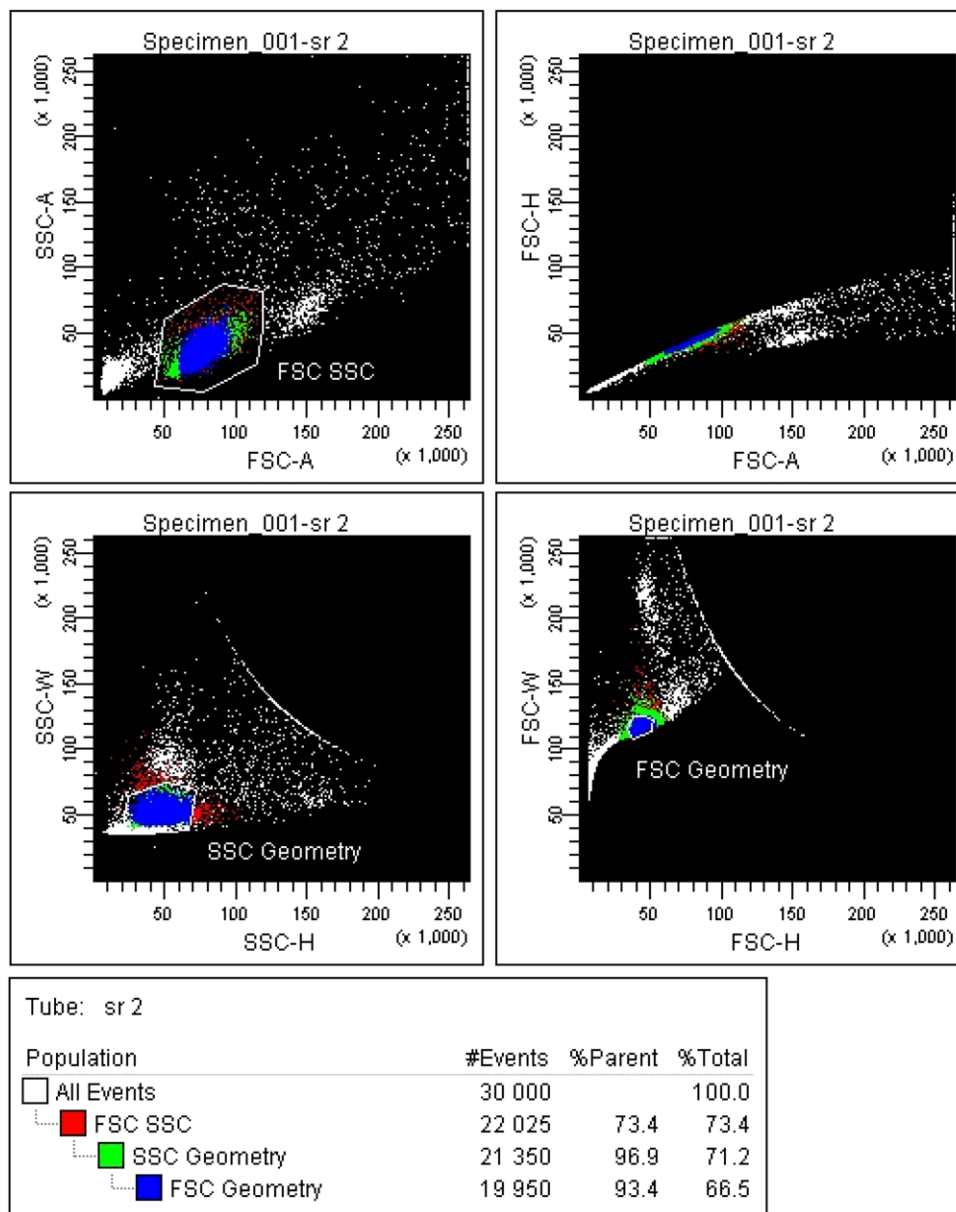 Specimen_001-sr 2
SSC-A
(x 1,000)
50 100 150 200 250
FSC SSC
50 100 150 200 250
FSC-A
(x 1,000)
Specimen_001-sr 2
FSC-H
(x 1,000)
50 100 150 200 250
50 100 150 200 250
FSC-A
(x 1,000)
Specimen_001-sr 2
SSC-W
(x 1,000)
50 100 150 200 250
SSC Geometry
50 100 150 200 250
SSC-H
(x 1,000)
Specimen_001-sr 2
FSC-W
(x 1,000)
50 100 150 200 250
FSC Geometry
50 100 150 200 250
FSC-H
(x 1,000)
Tube: sr 2
Population #Events %Parent %Total
All Events 30 000 100.0
FSC SSC 22 025 73.4 73.4
SSC Geometry 21 350 96.9 71.2
FSC Geometry 19 950 93.4 66.5